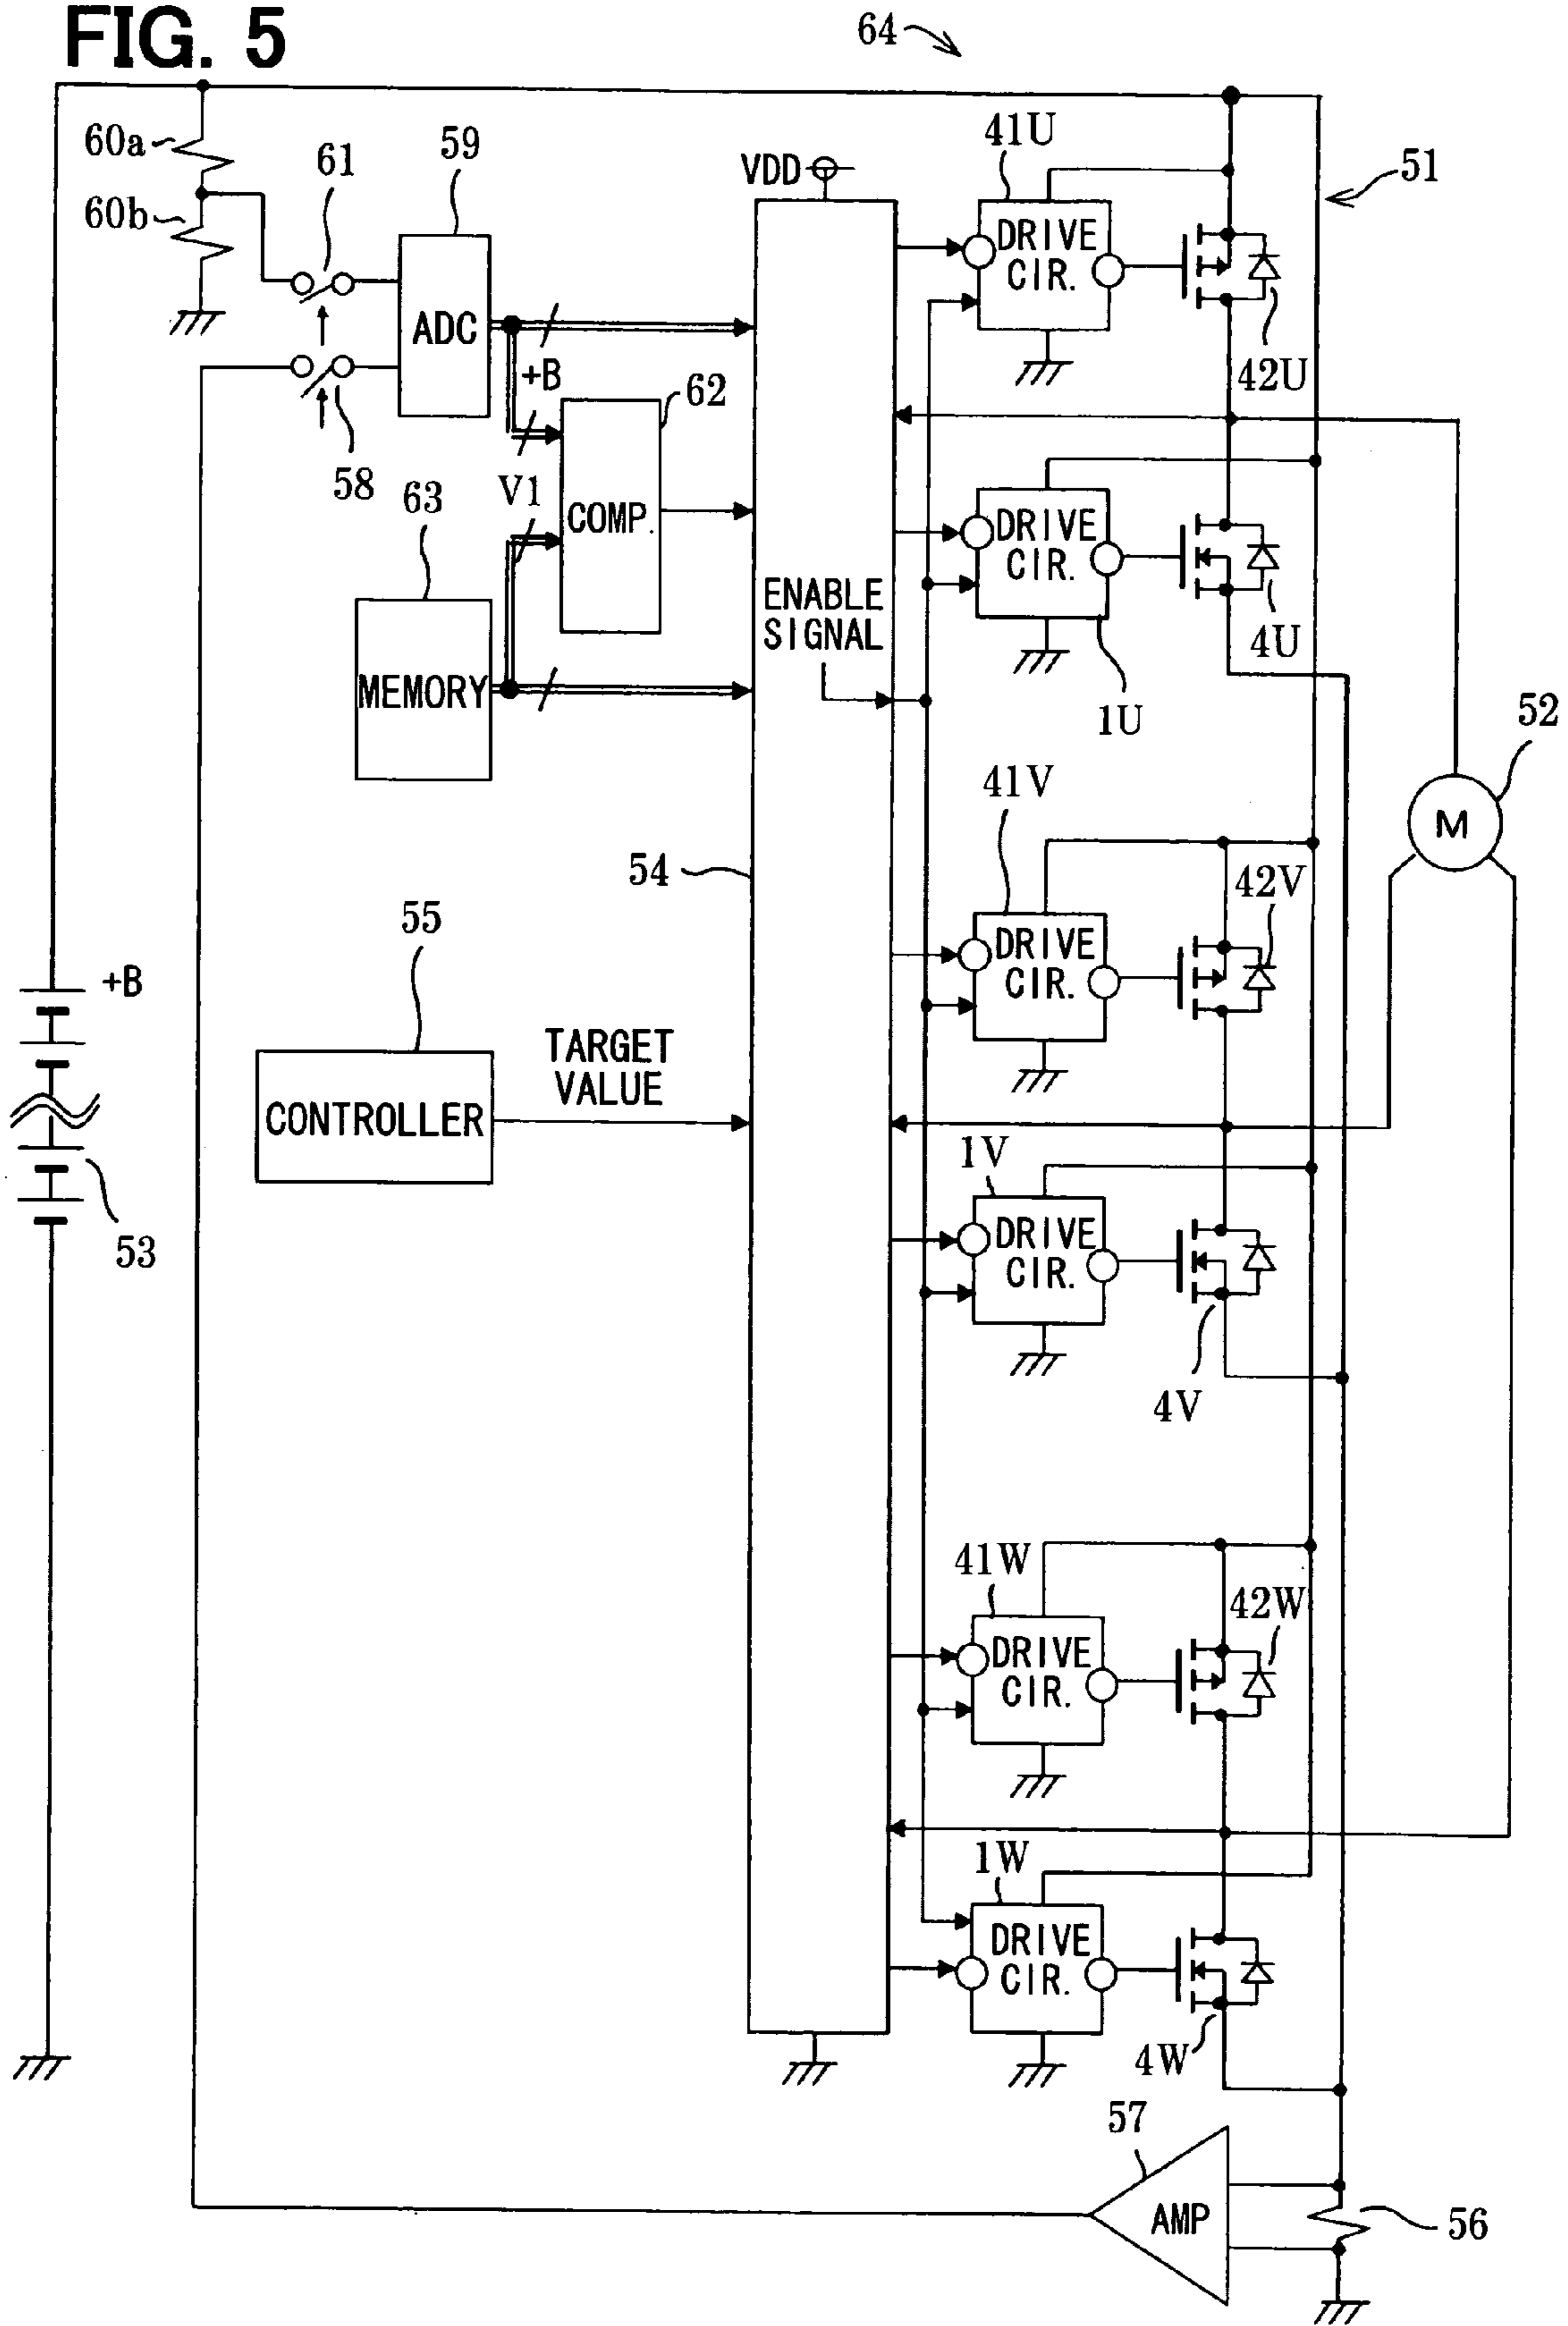 FIG. 5
64
60a
60b
61
59
VDD
41U
51
DRIVE
CIR.
ADC
42U
+B
62
58
63
V1
COMP.
DRIVE
CIR.
4U
ENABLE
SIGNAL
MEMORY
1U
52
41V
M
54
42V
55
DRIVE
CIR.
+B
TARGET
VALUE
CONTROLLER
1V
53
DRIVE
CIR.
4V
41W
42W
DRIVE
CIR.
1W
DRIVE
CIR.
4W
57
AMP
56